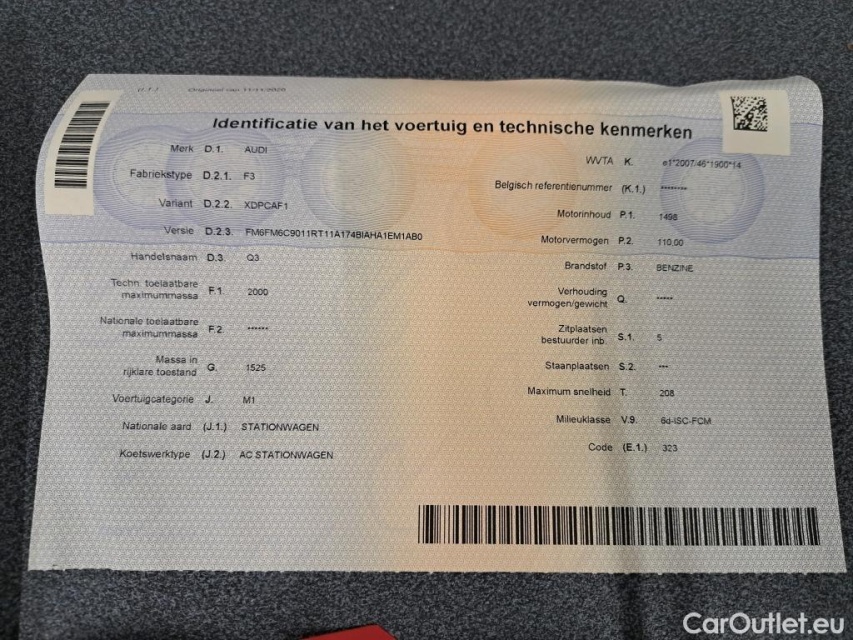 Identificatie van het voertuig en technische kenmerken
Merk D.1. AUDI
Fabriekstype D.2.1. F3
Variant D.2.2. XDPCAF1
Versie D.2.3. FM6FM6C9011RT11A174BIAHA1EM1AB0
Handelsnaam D.3 Q3
Techn. toelaatbare
maximummassa F.1. 2000
Nationale toelaatbare
maximummassa F.2. ******
Massa in
rijklare toestand G. 1525
Voertuigcategorie J. M1
Nationale aard (J.1.) STATIONWAGEN
Koetswerktype (J.2.) AC STATIONWAGEN
WVTA K. e1*2007/46*1900*14
Belgisch referentienummer (K.1.) ********
Motorinhoud P.1. 1498
Motorvermogen P.2. 110,00
Brandstof P.3. BENZINE
Verhouding
vermogen/gewicht Q. *****
Zitplaatsen
bestuurder inb. S.1. 5
Staanplaatsen S.2. ***
Maximum snelheid T. 208
Milieuklasse V.9. 6d-ISC-FCM
Code (E.1.) 323
CarOutlet.eu